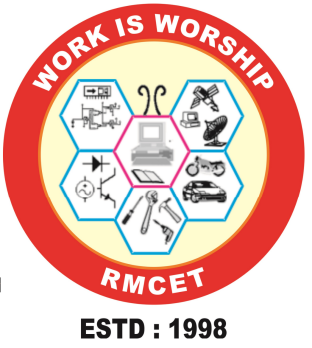 WORK IS WORSHIP
RMCET
ESTD : 1998